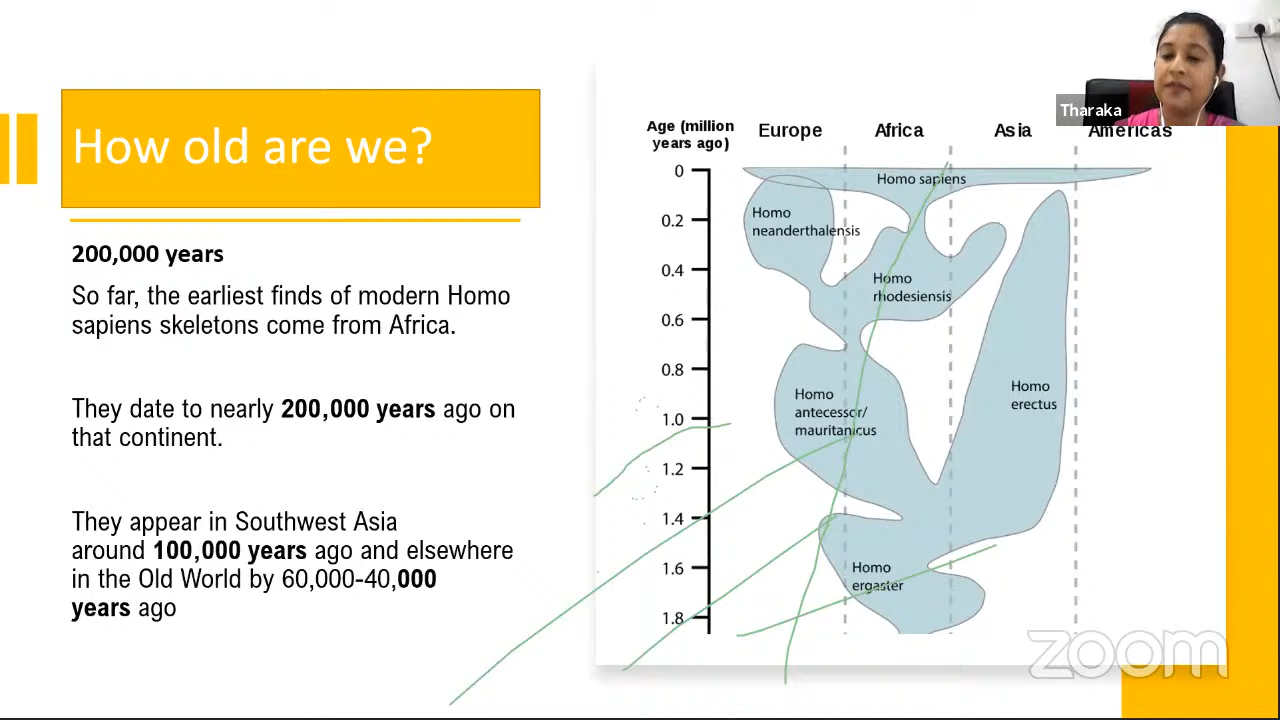 How old are we?
200,000 years
So far, the earliest finds of modern Homo
sapiens skeletons come from Africa.
They date to nearly 200,000 years ago on
that continent.
They appear in Southwest Asia
around 100,000 years ago and elsewhere
in the Old World by 60,000-40,000
years ago
Tharaka
Age (million
years ago)
Europe
Africa
Asia
Americas
0
0.2
0.4
0.6
0.8
1.0
1.2
1.4
1.6
1.8
Homo sapiens
Homo
neanderthalensis
Homo
rhodesiensis
Homo
antecessor/
mauritanicus
Homo
erectus
Homo
ergaster
zoom